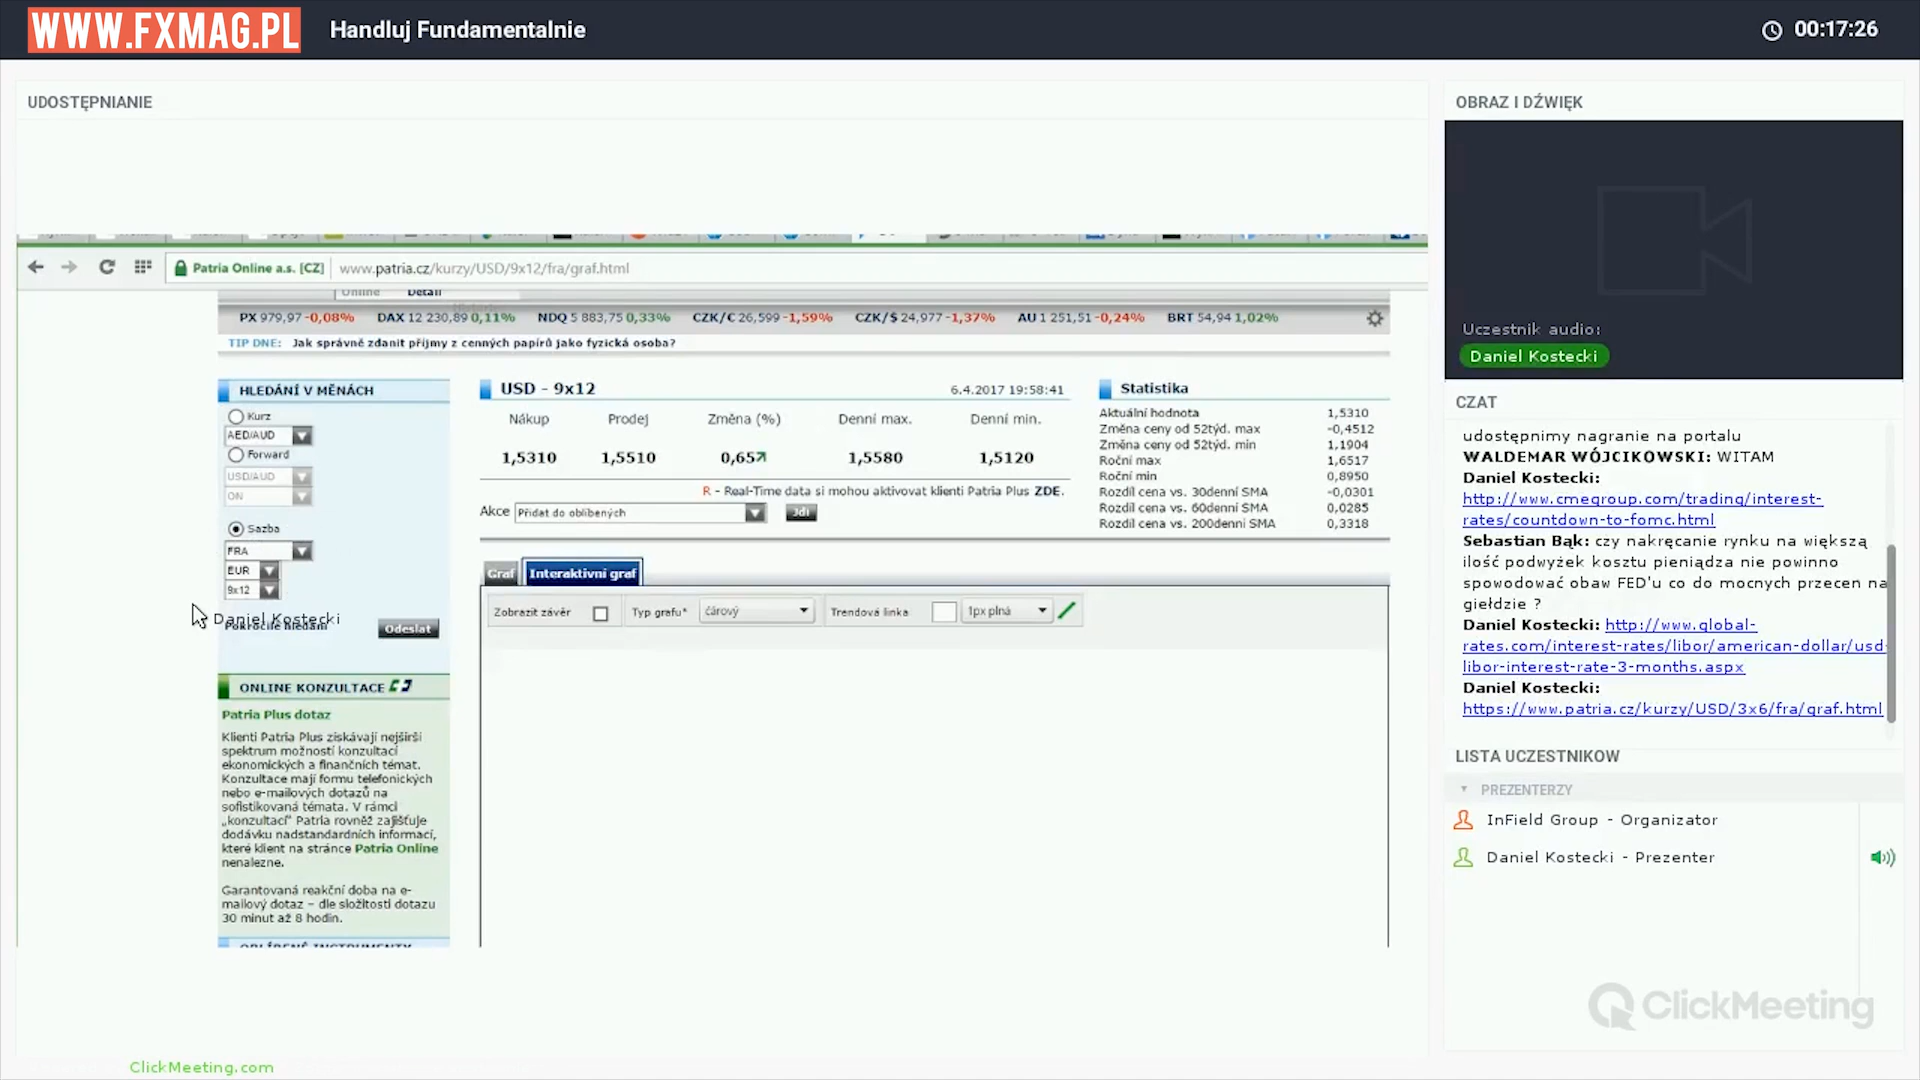 WWW.FXMAG.PL
Handluj Fundamentalnie
00:17:26
UDOSTĘPNIANIE
Patria Online a.s. [CZ]
www.patria.cz/kurzy/USD/9x12/fra/graf.html
Online Detail
PX 979,97 -0,08% DAX 12 230,89 0,11% NDQ 5 883,75 0,33% CZK/€ 26,599 -1,59% CZK/$ 24,977 -1,37% AU 1 251,51 -0,24% BRT 54,94 1,02%
TIP DNE: Jak správně zdanit příjmy z cenných papírů jako fyzická osoba?
HLEDÁNÍ V MĚNÁCH
Kurz
AED/AUD
Forward
USD/AUD
ON
Sazba
FRA
EUR
9x12
Daniel Kostecki
Pokročilé hledání
Odeslat
ONLINE KONZULTACE
Patria Plus dotaz
Klienti Patria Plus získávají nejširší
spektrum možností konzultací
ekonomických a finančních témat.
Konzultace mají formu telefonických
nebo e-mailových dotazů na
sofistikovaná témata. V rámci
„konzultací" Patria rovněž zajišťuje
dodávku nadstandardních informací,
které klient na stránce Patria Online
nenalezne.
Garantovaná reakční doba na e-
mailový dotaz – dle složitosti dotazu
30 minut až 8 hodin.
OBLÍBENÉ INSTRUMENTY
USD - 9x12
6.4.2017 19:58:41
Nákup Prodej Změna (%) Denní max. Denní min.
1,5310 1,5510 0,65 1,5580 1,5120
R - Real-Time data si mohou aktivovat klienti Patria Plus ZDE.
Akce Přidat do oblíbených Jdi
Statistika
Aktuální hodnota 1,5310
Změna ceny od 52týd. max -0,4512
Změna ceny od 52týd. min 1,1904
Roční max 1,6517
Roční min 0,8950
Rozdíl cena vs. 30denní SMA -0,0301
Rozdíl cena vs. 60denní SMA 0,0285
Rozdíl cena vs. 200denní SMA 0,3318
Graf Interaktivní graf
Zobrazit závěr Typ grafu* čárový Trendová linka 1px plná
OBRAZ I DŹWIĘK
Uczestnik audio:
Daniel Kostecki
CZAT
udostępnimy nagranie na portalu
WALDEMAR WÓJCIKOWSKI: WITAM
Daniel Kostecki:
http://www.cmegroup.com/trading/interest-
rates/countdown-to-fomc.html
Sebastian Bąk: czy nakręcanie rynku na większą
ilość podwyżek kosztu pieniądza nie powinno
spowodować obaw FED'u co do mocnych przecen na
giełdzie ?
Daniel Kostecki: http://www.global-
rates.com/interest-rates/libor/american-dollar/usd-
libor-interest-rate-3-months.aspx
Daniel Kostecki:
https://www.patria.cz/kurzy/USD/3x6/fra/graf.html
LISTA UCZESTNIKOW
PREZENTERZY
InField Group - Organizator
Daniel Kostecki - Prezenter
ClickMeeting
ClickMeeting.com